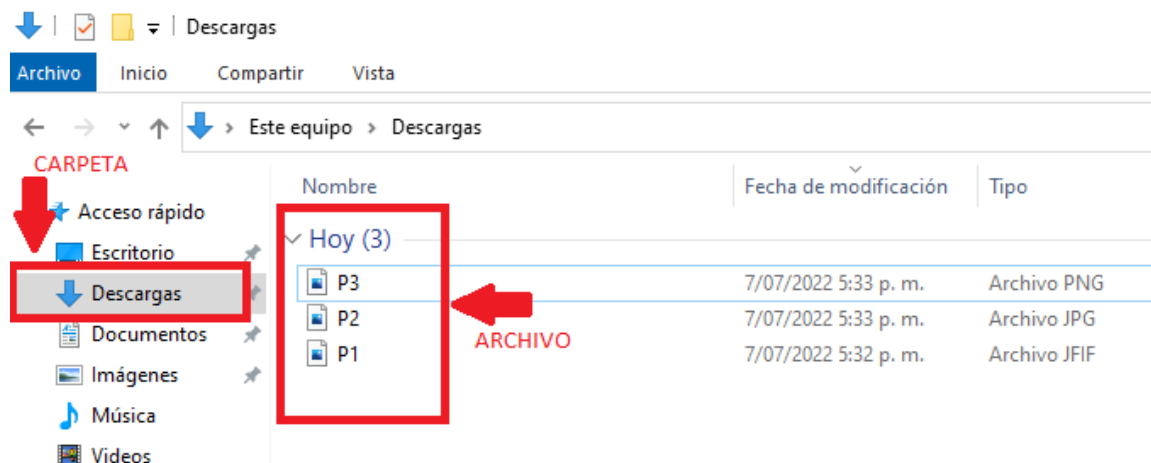 Descargas
Archivo Inicio Compartir Vista
Este equipo > Descargas
CARPETA
Nombre Fecha de modificación Tipo
Acceso rápido
Hoy (3)
Escritorio
P3 7/07/2022 5:33 p. m. Archivo PNG
Descargas
P2 7/07/2022 5:33 p. m. Archivo JPG
Documentos
ARCHIVO
P1 7/07/2022 5:32 p. m. Archivo JFIF
Imágenes
Música
Videos